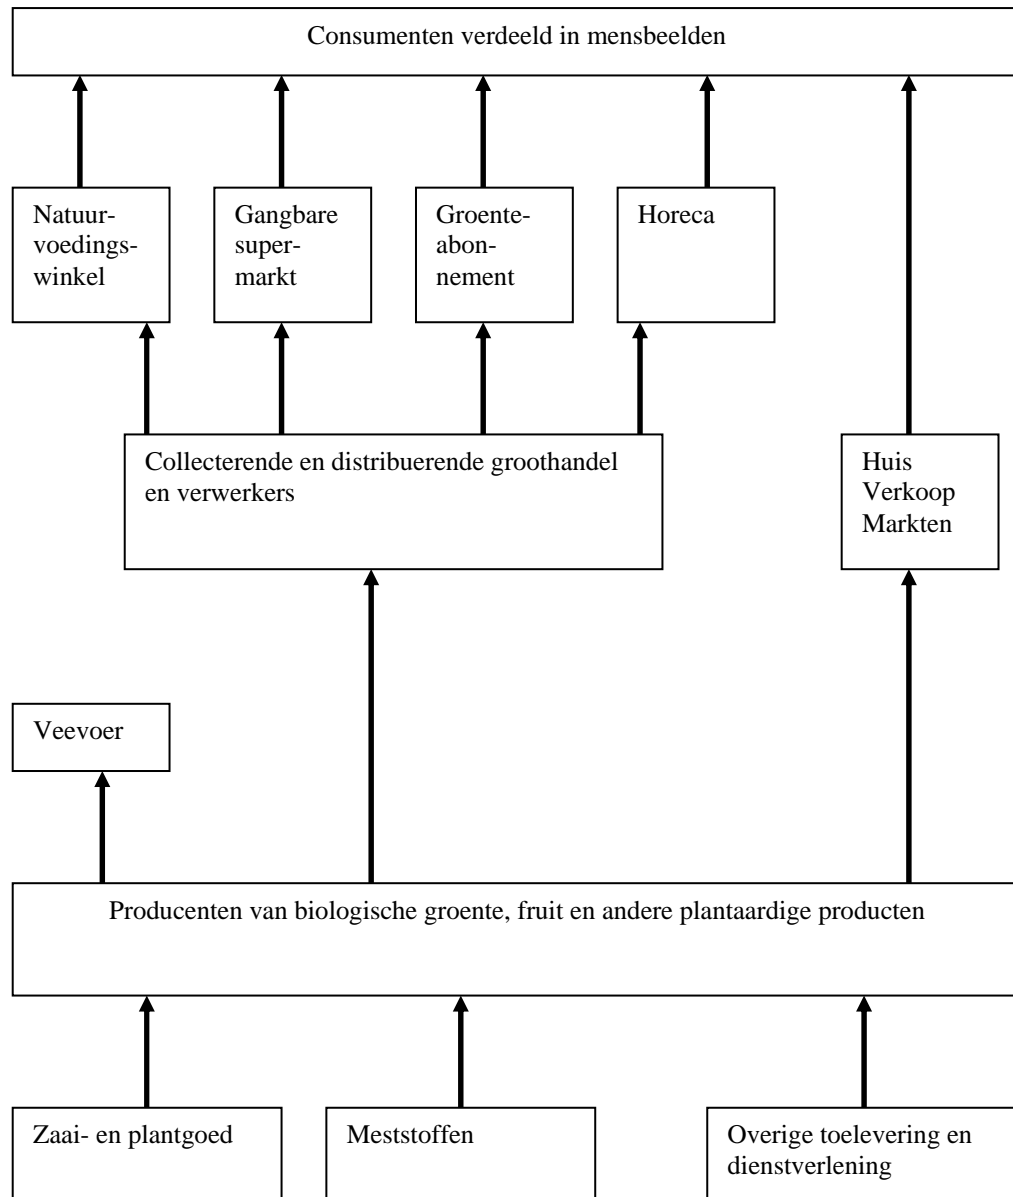 Consumenten verdeeld in mensbeelden
Natuur-
voedings-
winkel
Gangbare
super-
markt
Groente-
abon-
nement
Horeca
Collecterende en distribuerende groothandel
en verwerkers
Huis
Verkoop
Markten
Veevoer
Producenten van biologische groente, fruit en andere plantaardige producten
Zaai- en plantgoed
Meststoffen
Overige toelevering en
dienstverlening